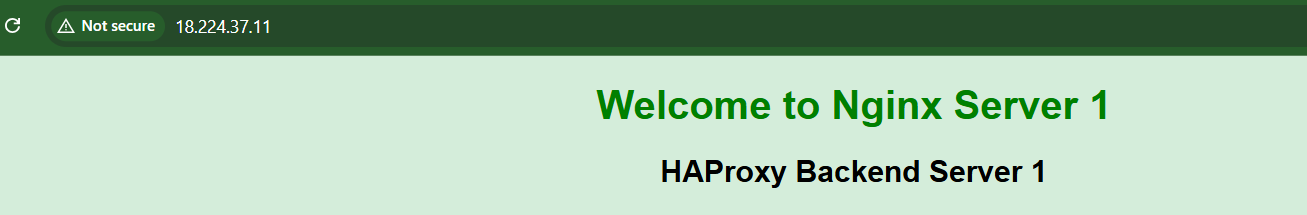 Not secure 18.224.37.11
Welcome to Nginx Server 1
HAProxy Backend Server 1